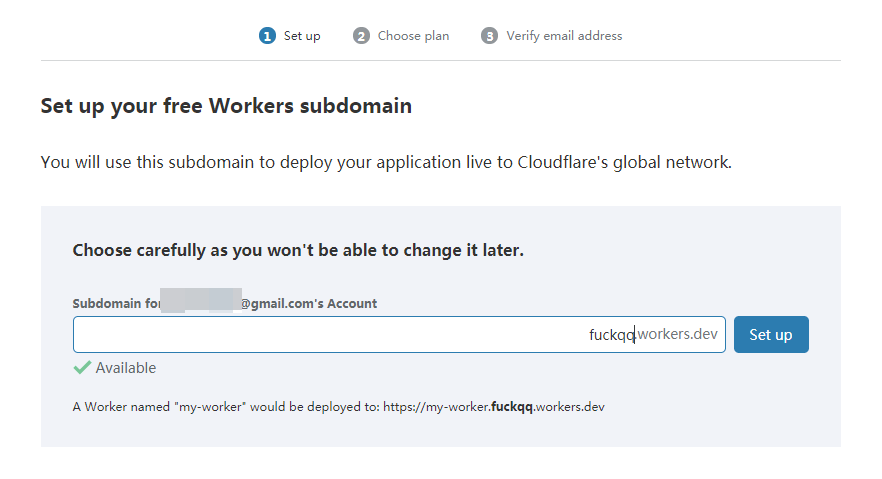 1 Set up 2 Choose plan 3 Verify email address
Set up your free Workers subdomain
You will use this subdomain to deploy your application live to Cloudflare's global network.
Choose carefully as you won't be able to change it later.
Subdomain for @gmail.com's Account
fuckqq.workers.dev Set up
Available
A Worker named "my-worker" would be deployed to: https://my-worker.fuckqq.workers.dev